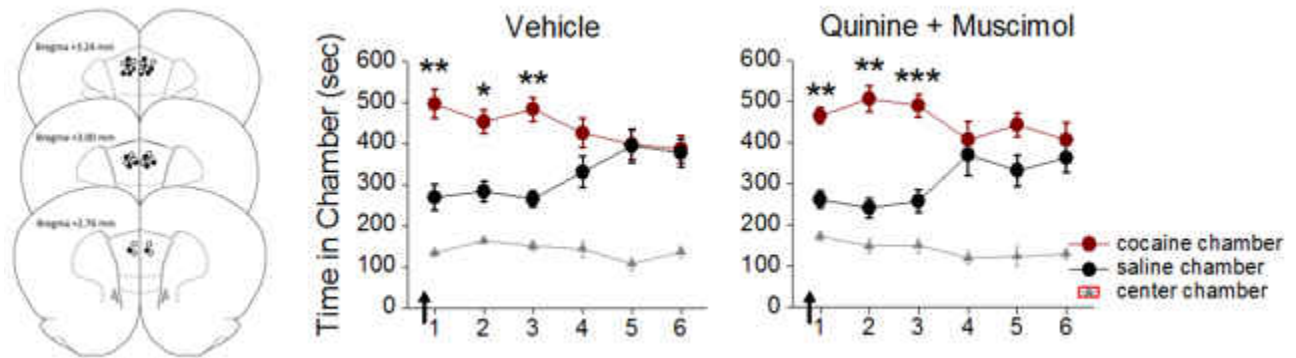 Bregma +3.24 mm
Bregma +3.00 mm
Bregma +2.76 mm
Vehicle
Time in Chamber (sec)
600
500
400
300
200
100
0
** * **
1 2 3 4 5 6
Quinine + Muscimol
600
500
400
300
200
100
0
** ** ***
1 2 3 4 5 6
cocaine chamber
saline chamber
center chamber